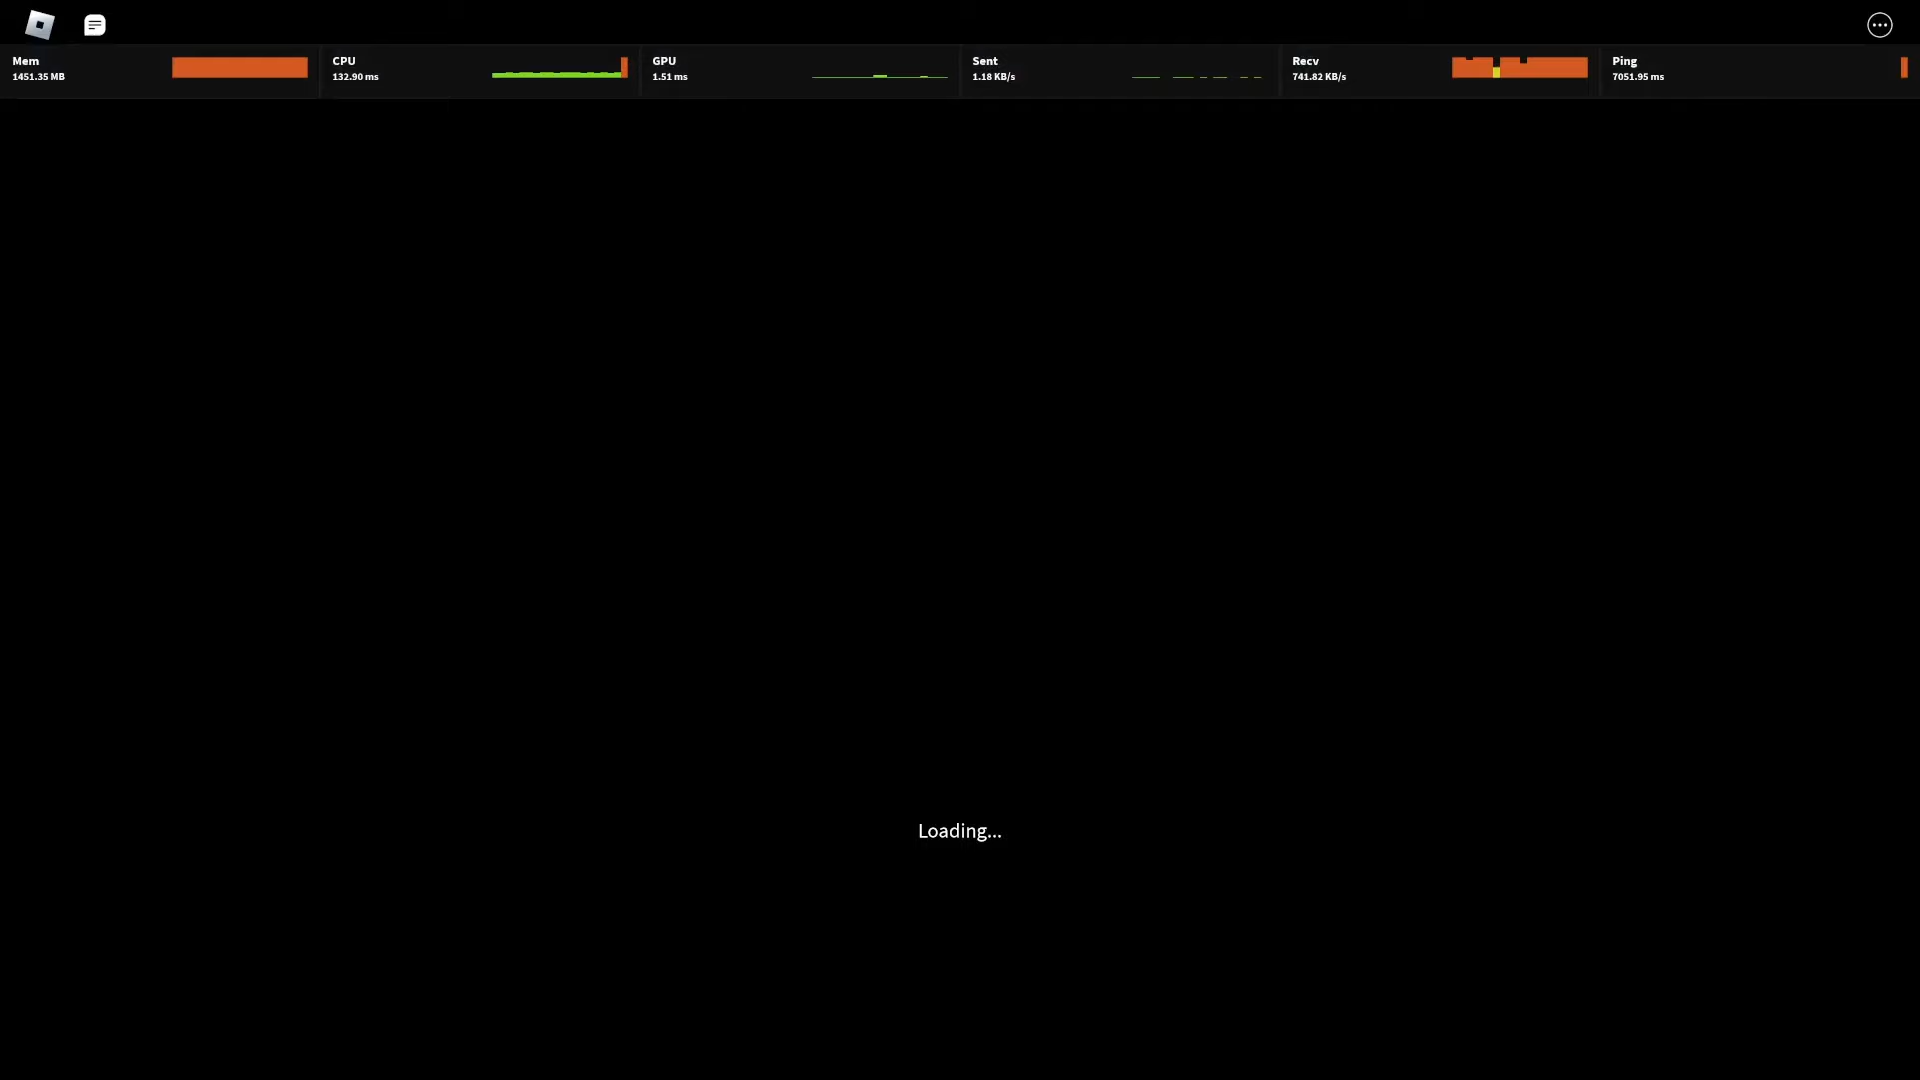 Mem
1451.35 MB
CPU
132.90 ms
GPU
1.51 ms
Sent
1.18 KB/s
Recv
741.82 KB/s
Ping
7051.95 ms
Loading...